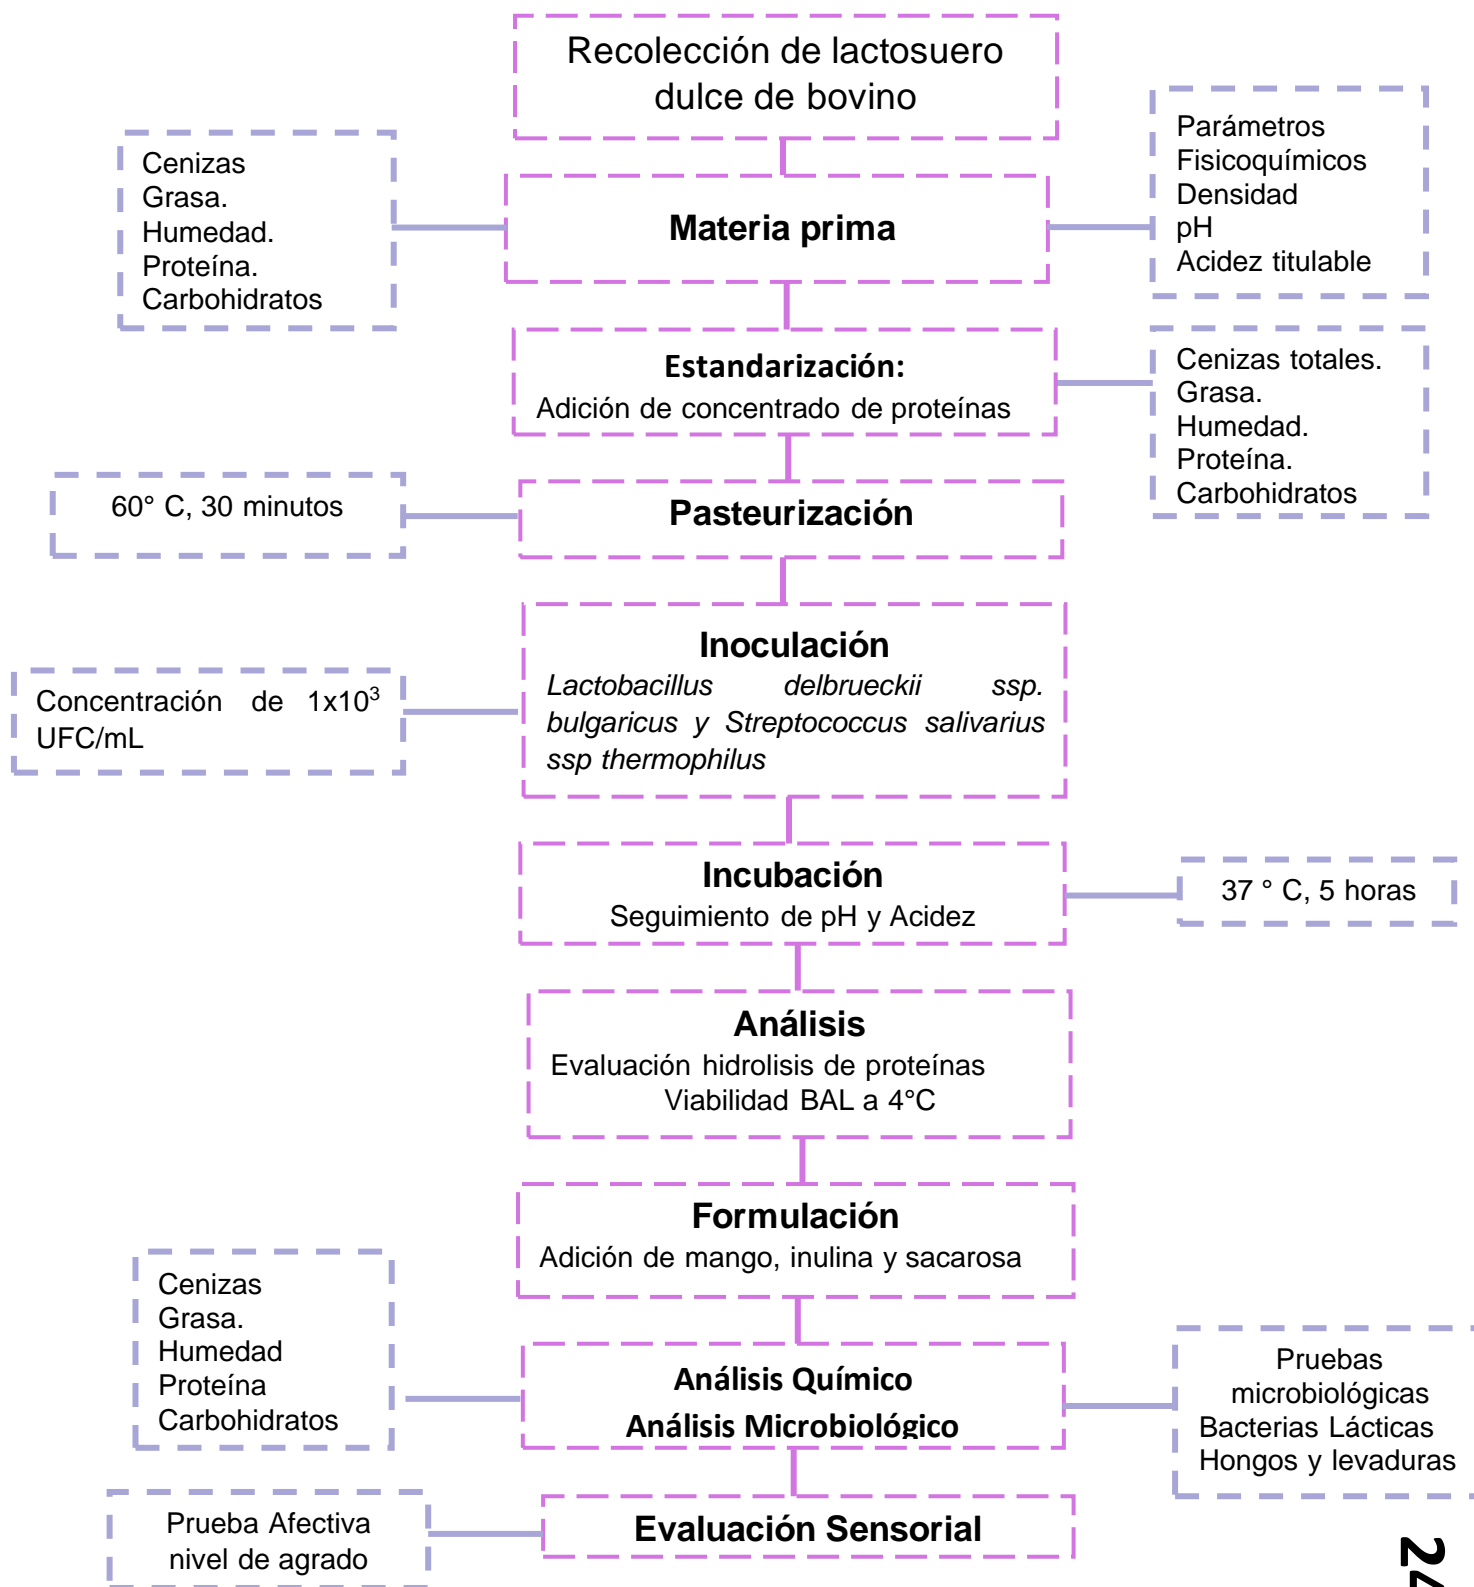 Recolección de lactosuero
dulce de bovino
Cenizas
Grasa.
Humedad.
Proteína.
Carbohidratos
Materia prima
Parámetros
Fisicoquímicos
Densidad
pH
Acidez titulable
Estandarización:
Adición de concentrado de proteínas
Cenizas totales.
Grasa.
Humedad.
Proteína.
Carbohidratos
60° C, 30 minutos
Pasteurización
Inoculación
Lactobacillus delbrueckii ssp.
bulgaricus y Streptococcus salivarius
ssp thermophilus
Concentración de 1x10³
UFC/mL
Incubación
Seguimiento de pH y Acidez
37 ° C, 5 horas
Análisis
Evaluación hidrolisis de proteínas
Viabilidad BAL a 4°C
Formulación
Adición de mango, inulina y sacarosa
Cenizas
Grasa.
Humedad
Proteína
Carbohidratos
Análisis Químico
Análisis Microbiológico
Pruebas
microbiológicas
Bacterias Lácticas
Hongos y levaduras
Prueba Afectiva
nivel de agrado
Evaluación Sensorial
24